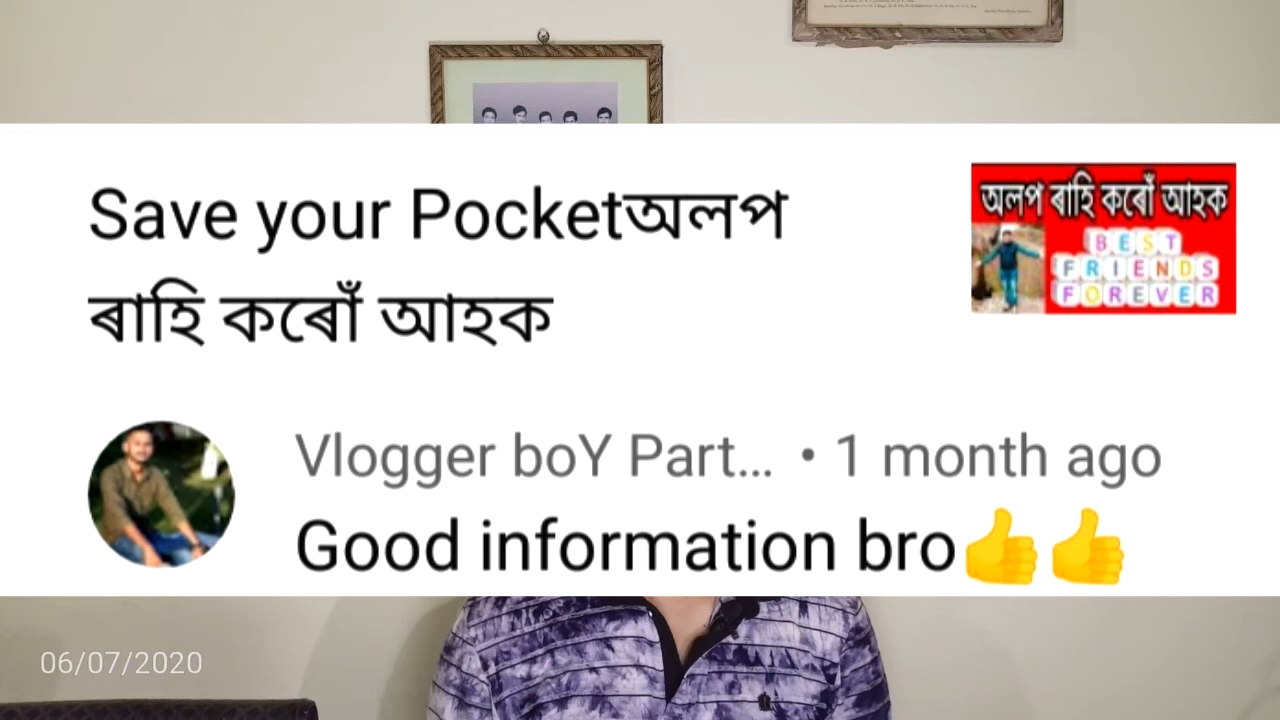 Save your Pocketঅলপ
ৰাহি কৰোঁ আহক
অলপ ৰাহি কৰোঁ আহক
BEST
FRIENDS
FOREVER
Vlogger boY Part... • 1 month ago
Good information bro👍👍
06/07/2020